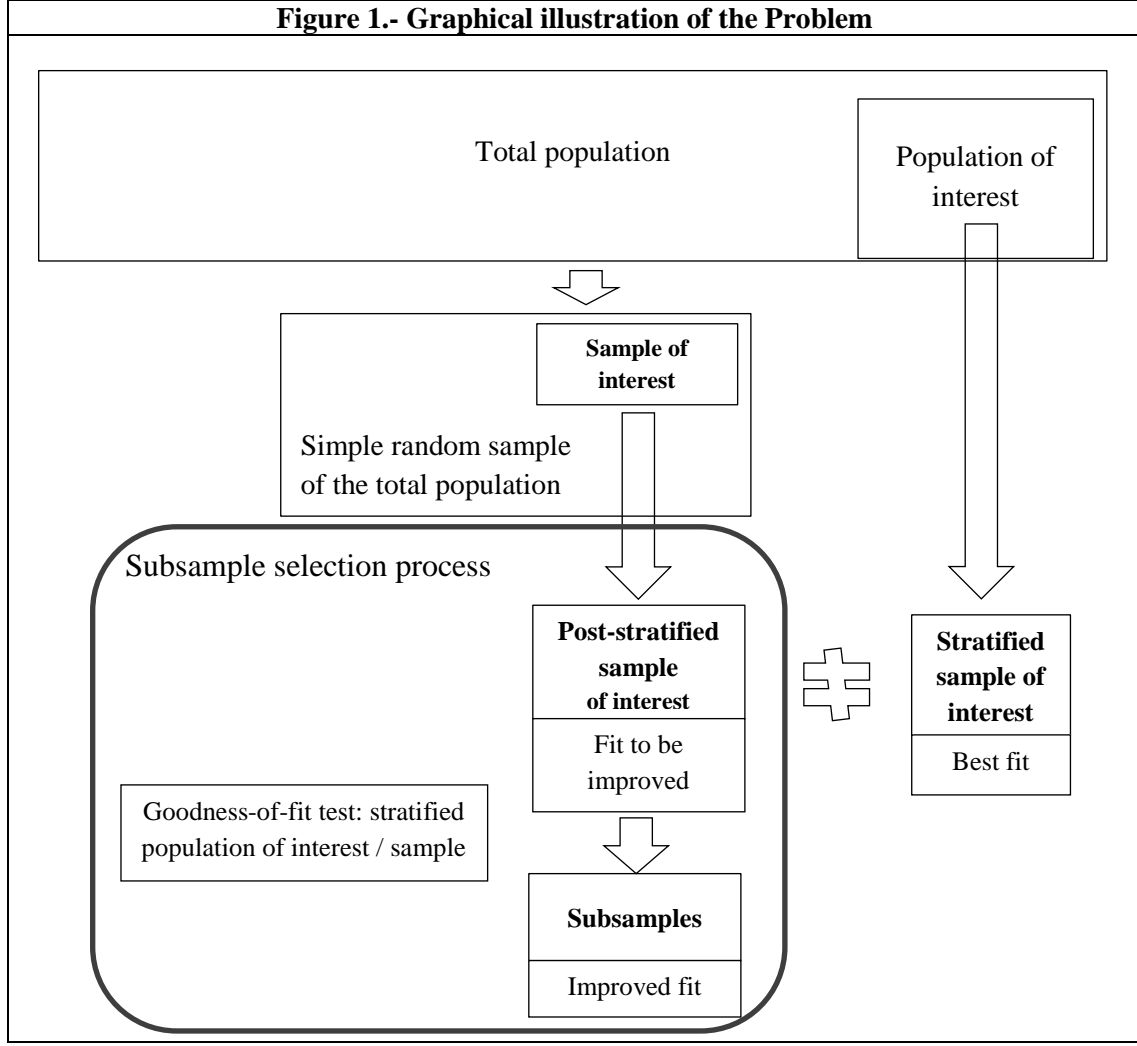 Figure 1.- Graphical illustration of the Problem
Total population
Population of
interest
Sample of
interest
Simple random sample
of the total population
Subsample selection process
Post-stratified
sample
of interest
Fit to be
improved
Stratified
sample of
interest
Best fit
Goodness-of-fit test: stratified
population of interest / sample
Subsamples
Improved fit